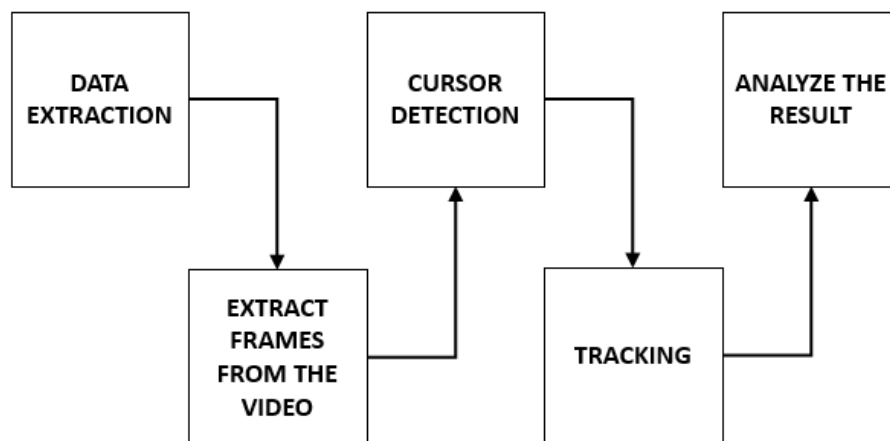 DATA
EXTRACTION
EXTRACT
FRAMES
FROM THE
VIDEO
CURSOR
DETECTION
TRACKING
ANALYZE THE
RESULT